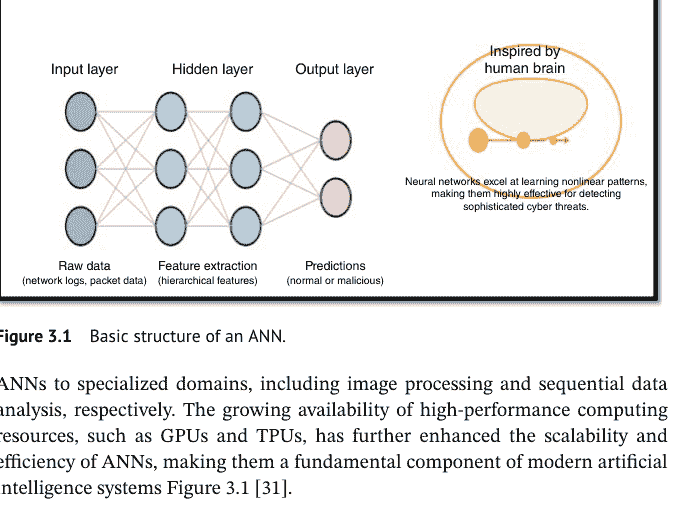 Input layer
Hidden layer
Output layer
Raw data
(network logs, packet data)
Feature extraction
(hierarchical features)
Predictions
(normal or malicious)
Inspired by
human brain
Neural networks excel at learning nonlinear patterns,
making them highly effective for detecting
sophisticated cyber threats.
Figure 3.1 Basic structure of an ANN.
ANNs to specialized domains, including image processing and sequential data
analysis, respectively. The growing availability of high-performance computing
resources, such as GPUs and TPUs, has further enhanced the scalability and
efficiency of ANNs, making them a fundamental component of modern artificial
intelligence systems Figure 3.1 [31].